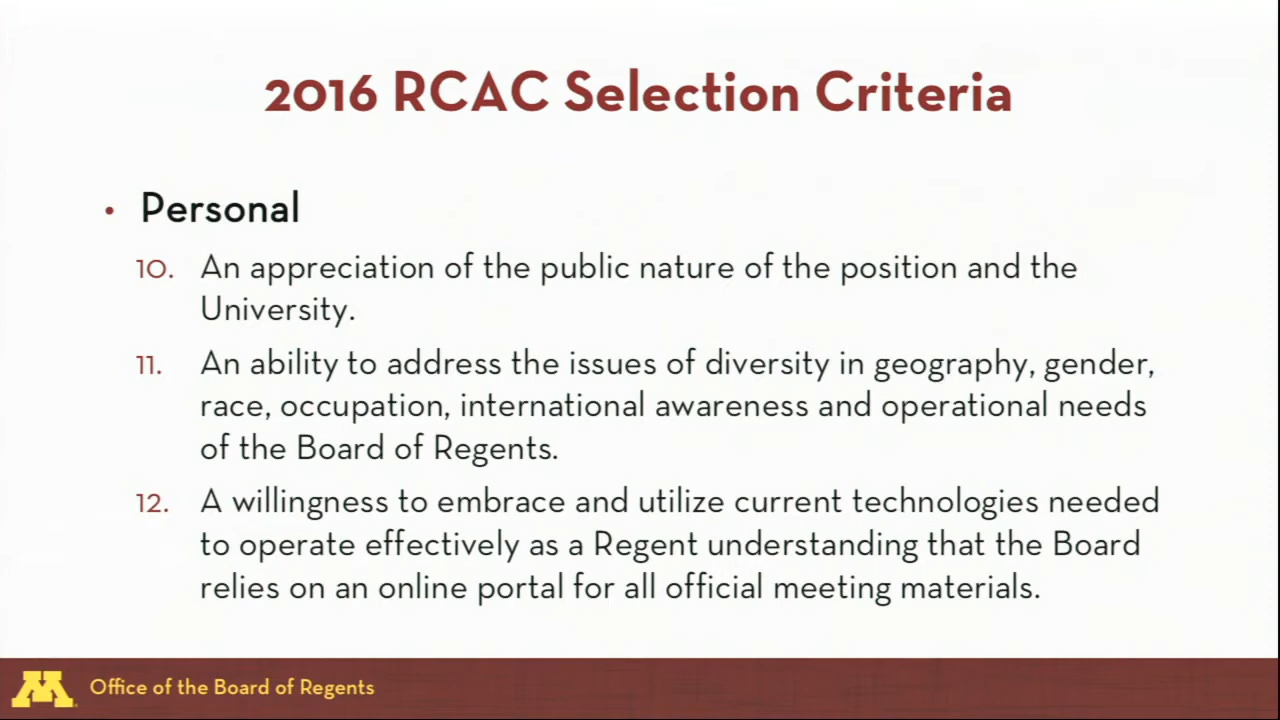 2016 RCAC Selection Criteria
• Personal
10. An appreciation of the public nature of the position and the
University.
11. An ability to address the issues of diversity in geography, gender,
race, occupation, international awareness and operational needs
of the Board of Regents.
12. A willingness to embrace and utilize current technologies needed
to operate effectively as a Regent understanding that the Board
relies on an online portal for all official meeting materials.
M Office of the Board of Regents